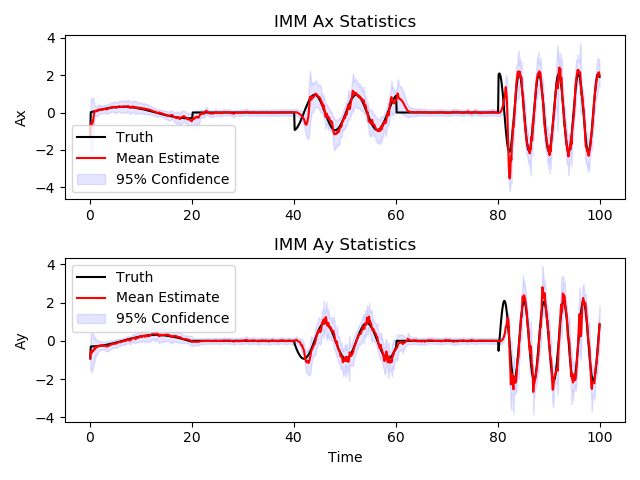 IMM Ax Statistics
4
2
0
−2
−4
Ax
Truth
Mean Estimate
95% Confidence
0 20 40 60 80 100
IMM Ay Statistics
4
2
0
−2
−4
Ay
Truth
Mean Estimate
95% Confidence
0 20 40 60 80 100
Time